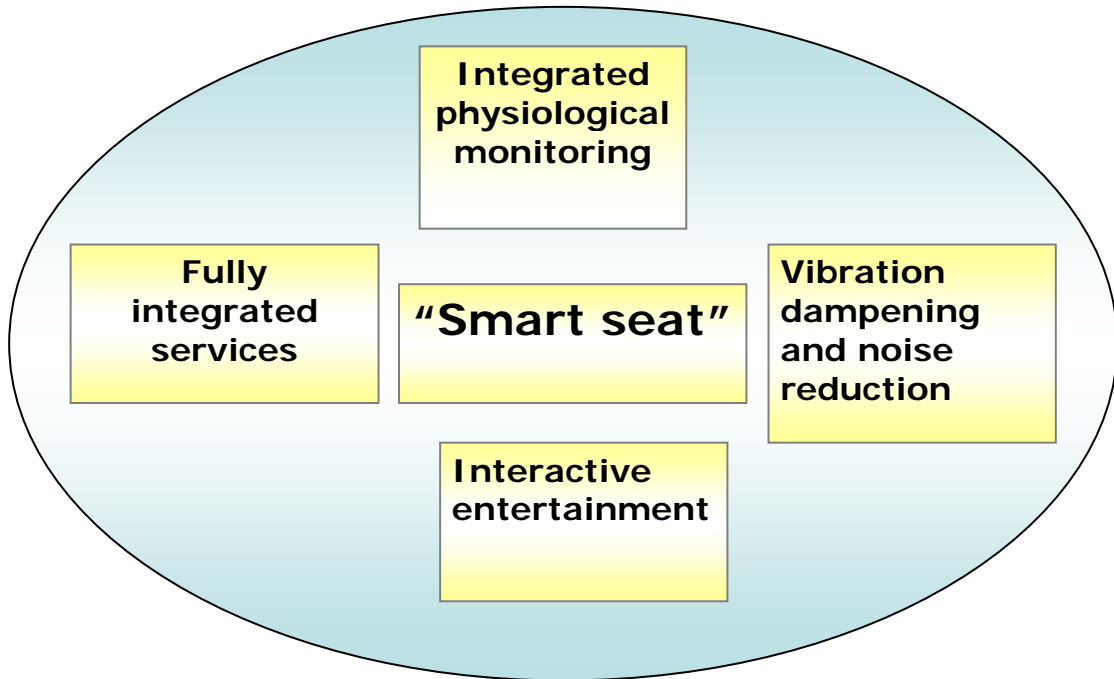 Integrated
physiological
monitoring
Fully
integrated
services
“Smart seat”
Vibration
dampening
and noise
reduction
Interactive
entertainment